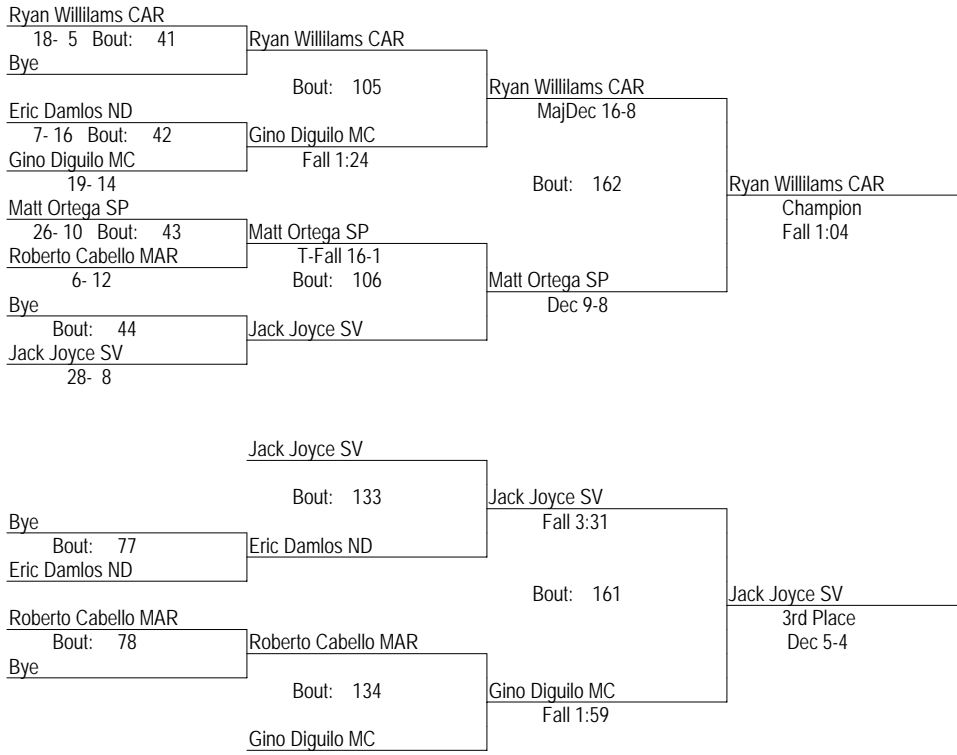 Ryan Willilams CAR
18- 5 Bout: 41
Ryan Willilams CAR
Bye
Bout: 105
Ryan Willilams CAR
Eric Damlos ND
MajDec 16-8
7- 16 Bout: 42
Gino Diguilo MC
Gino Diguilo MC
Fall 1:24
19- 14
Bout: 162
Ryan Willilams CAR
Matt Ortega SP
Champion
26- 10 Bout: 43
Matt Ortega SP
Fall 1:04
Roberto Cabello MAR
T-Fall 16-1
6- 12
Bout: 106
Matt Ortega SP
Bye
Dec 9-8
Bout: 44
Jack Joyce SV
Jack Joyce SV
28- 8
Jack Joyce SV
Bout: 133
Jack Joyce SV
Bye
Fall 3:31
Bout: 77
Eric Damlos ND
Eric Damlos ND
Bout: 161
Jack Joyce SV
Roberto Cabello MAR
3rd Place
Bout: 78
Roberto Cabello MAR
Dec 5-4
Bye
Bout: 134
Gino Diguilo MC
Fall 1:59
Gino Diguilo MC